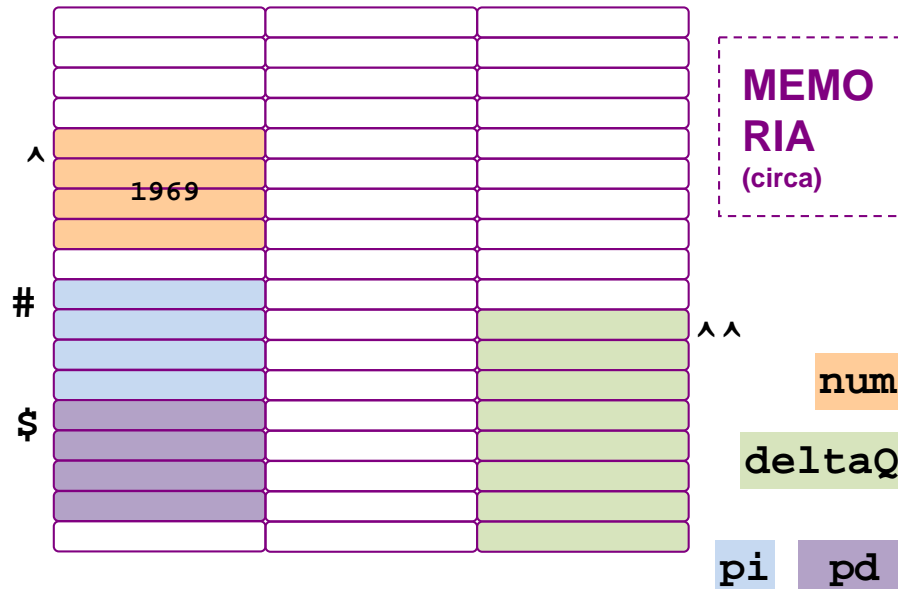 MEMO
RIA
(circa)
^
1969
#
^^
num
$
deltaQ
pi pd